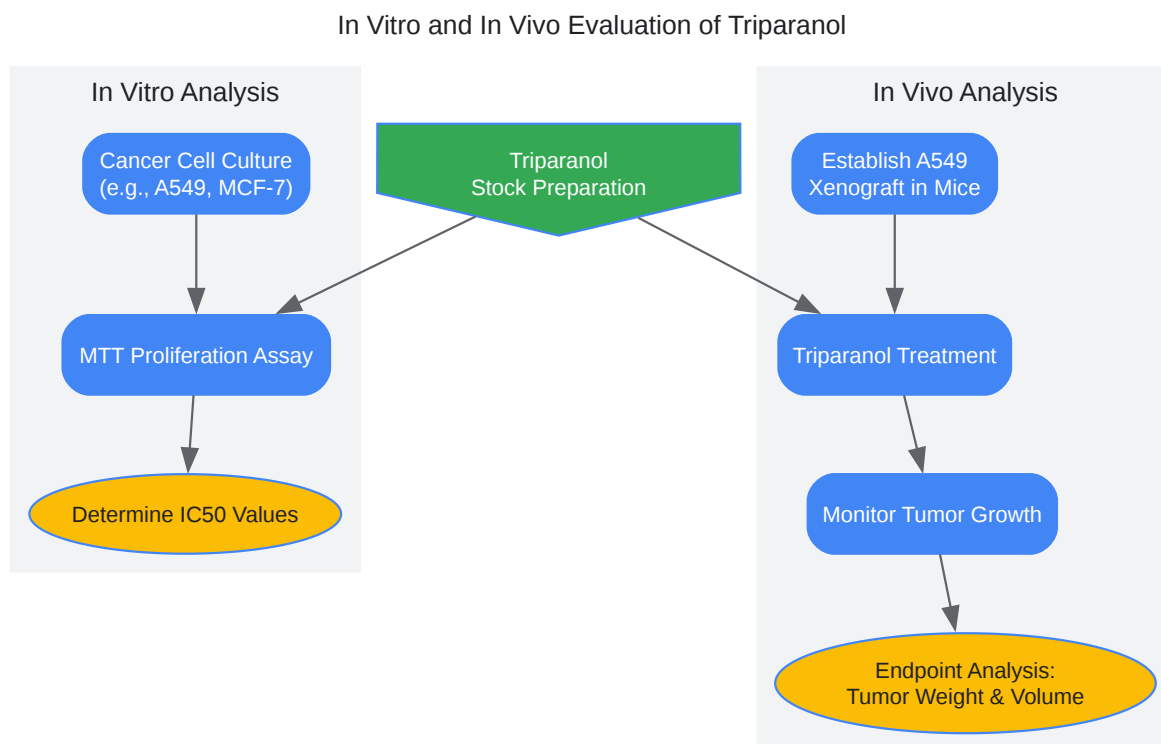 In Vitro and In Vivo Evaluation of Triparanol
In Vitro Analysis
Cancer Cell Culture
(e.g., A549, MCF-7)
MTT Proliferation Assay
Determine IC50 Values
Triparanol
Stock Preparation
In Vivo Analysis
Establish A549
Xenograft in Mice
Triparanol Treatment
Monitor Tumor Growth
Endpoint Analysis:
Tumor Weight & Volume